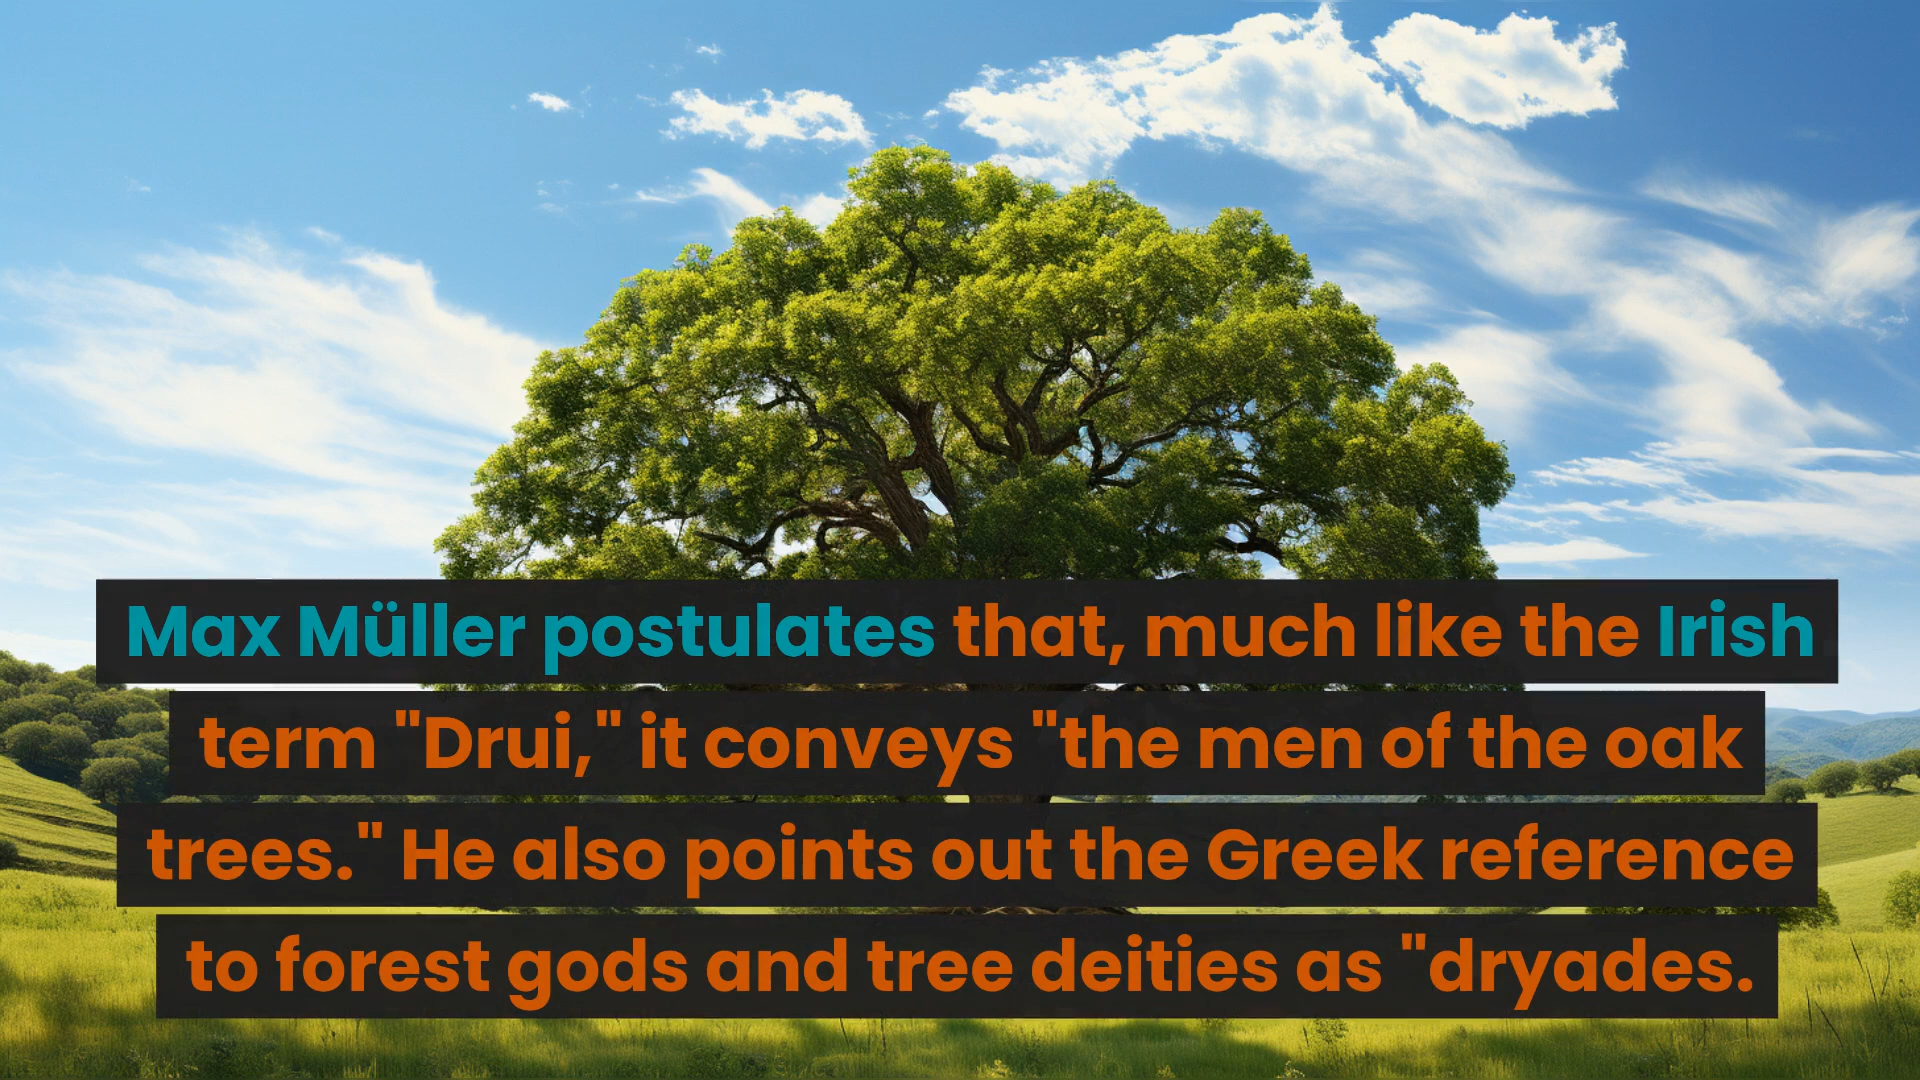 Max Müller postulates that, much like the Irish
term "Drui," it conveys "the men of the oak
trees." He also points out the Greek reference
to forest gods and tree deities as "dryades.